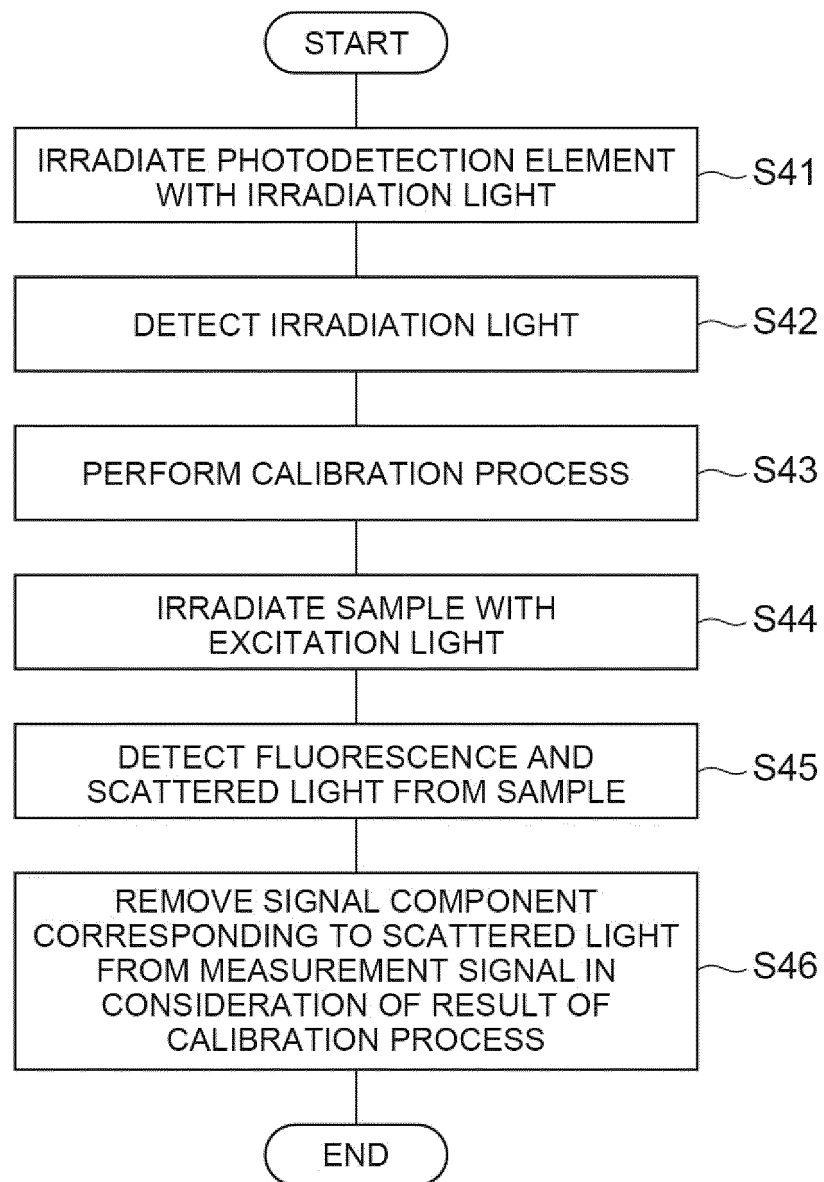 START
IRRADIATE PHOTODETECTION ELEMENT
WITH IRRADIATION LIGHT
S41
DETECT IRRADIATION LIGHT
S42
PERFORM CALIBRATION PROCESS
S43
IRRADIATE SAMPLE WITH
EXCITATION LIGHT
S44
DETECT FLUORESCENCE AND
SCATTERED LIGHT FROM SAMPLE
S45
REMOVE SIGNAL COMPONENT
CORRESPONDING TO SCATTERED LIGHT
FROM MEASUREMENT SIGNAL IN
CONSIDERATION OF RESULT OF
CALIBRATION PROCESS
S46
END